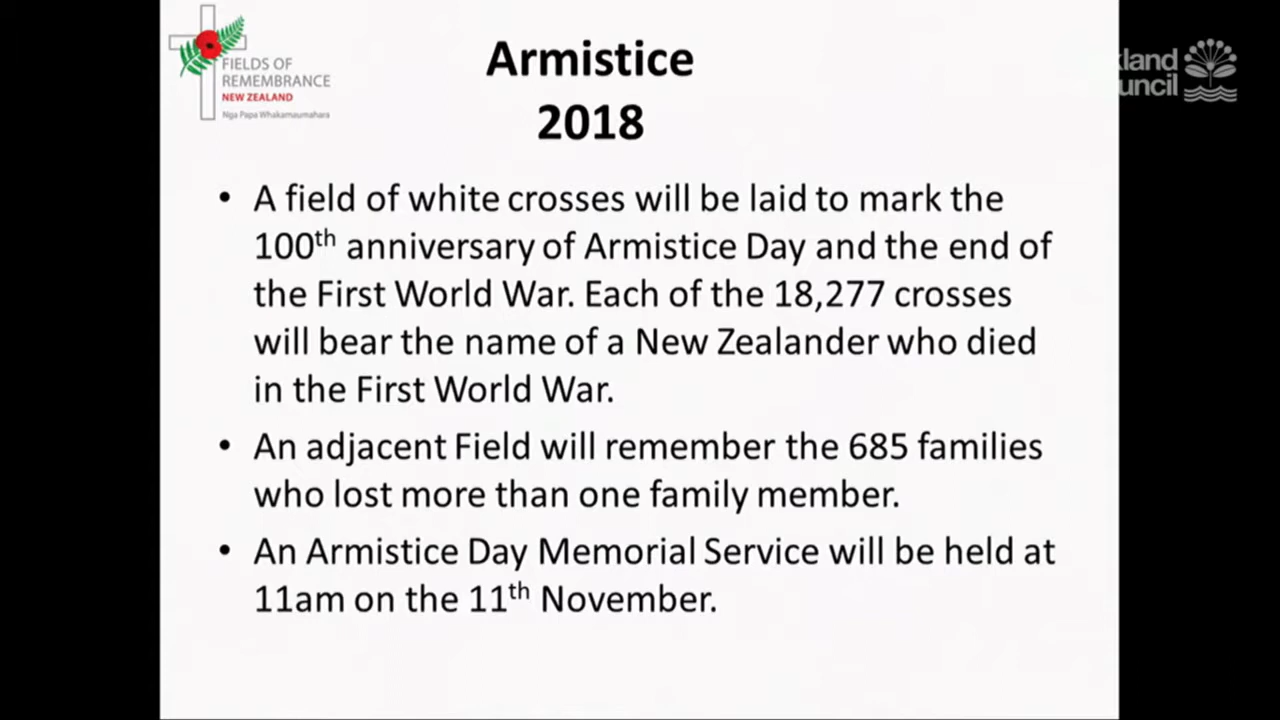 FIELDS OF
REMEMBRANCE
NEW ZEALAND
Nga Papa Whakamaumahara
Armistice
2018
kland
uncil
• A field of white crosses will be laid to mark the
100th anniversary of Armistice Day and the end of
the First World War. Each of the 18,277 crosses
will bear the name of a New Zealander who died
in the First World War.
• An adjacent Field will remember the 685 families
who lost more than one family member.
• An Armistice Day Memorial Service will be held at
11am on the 11th November.